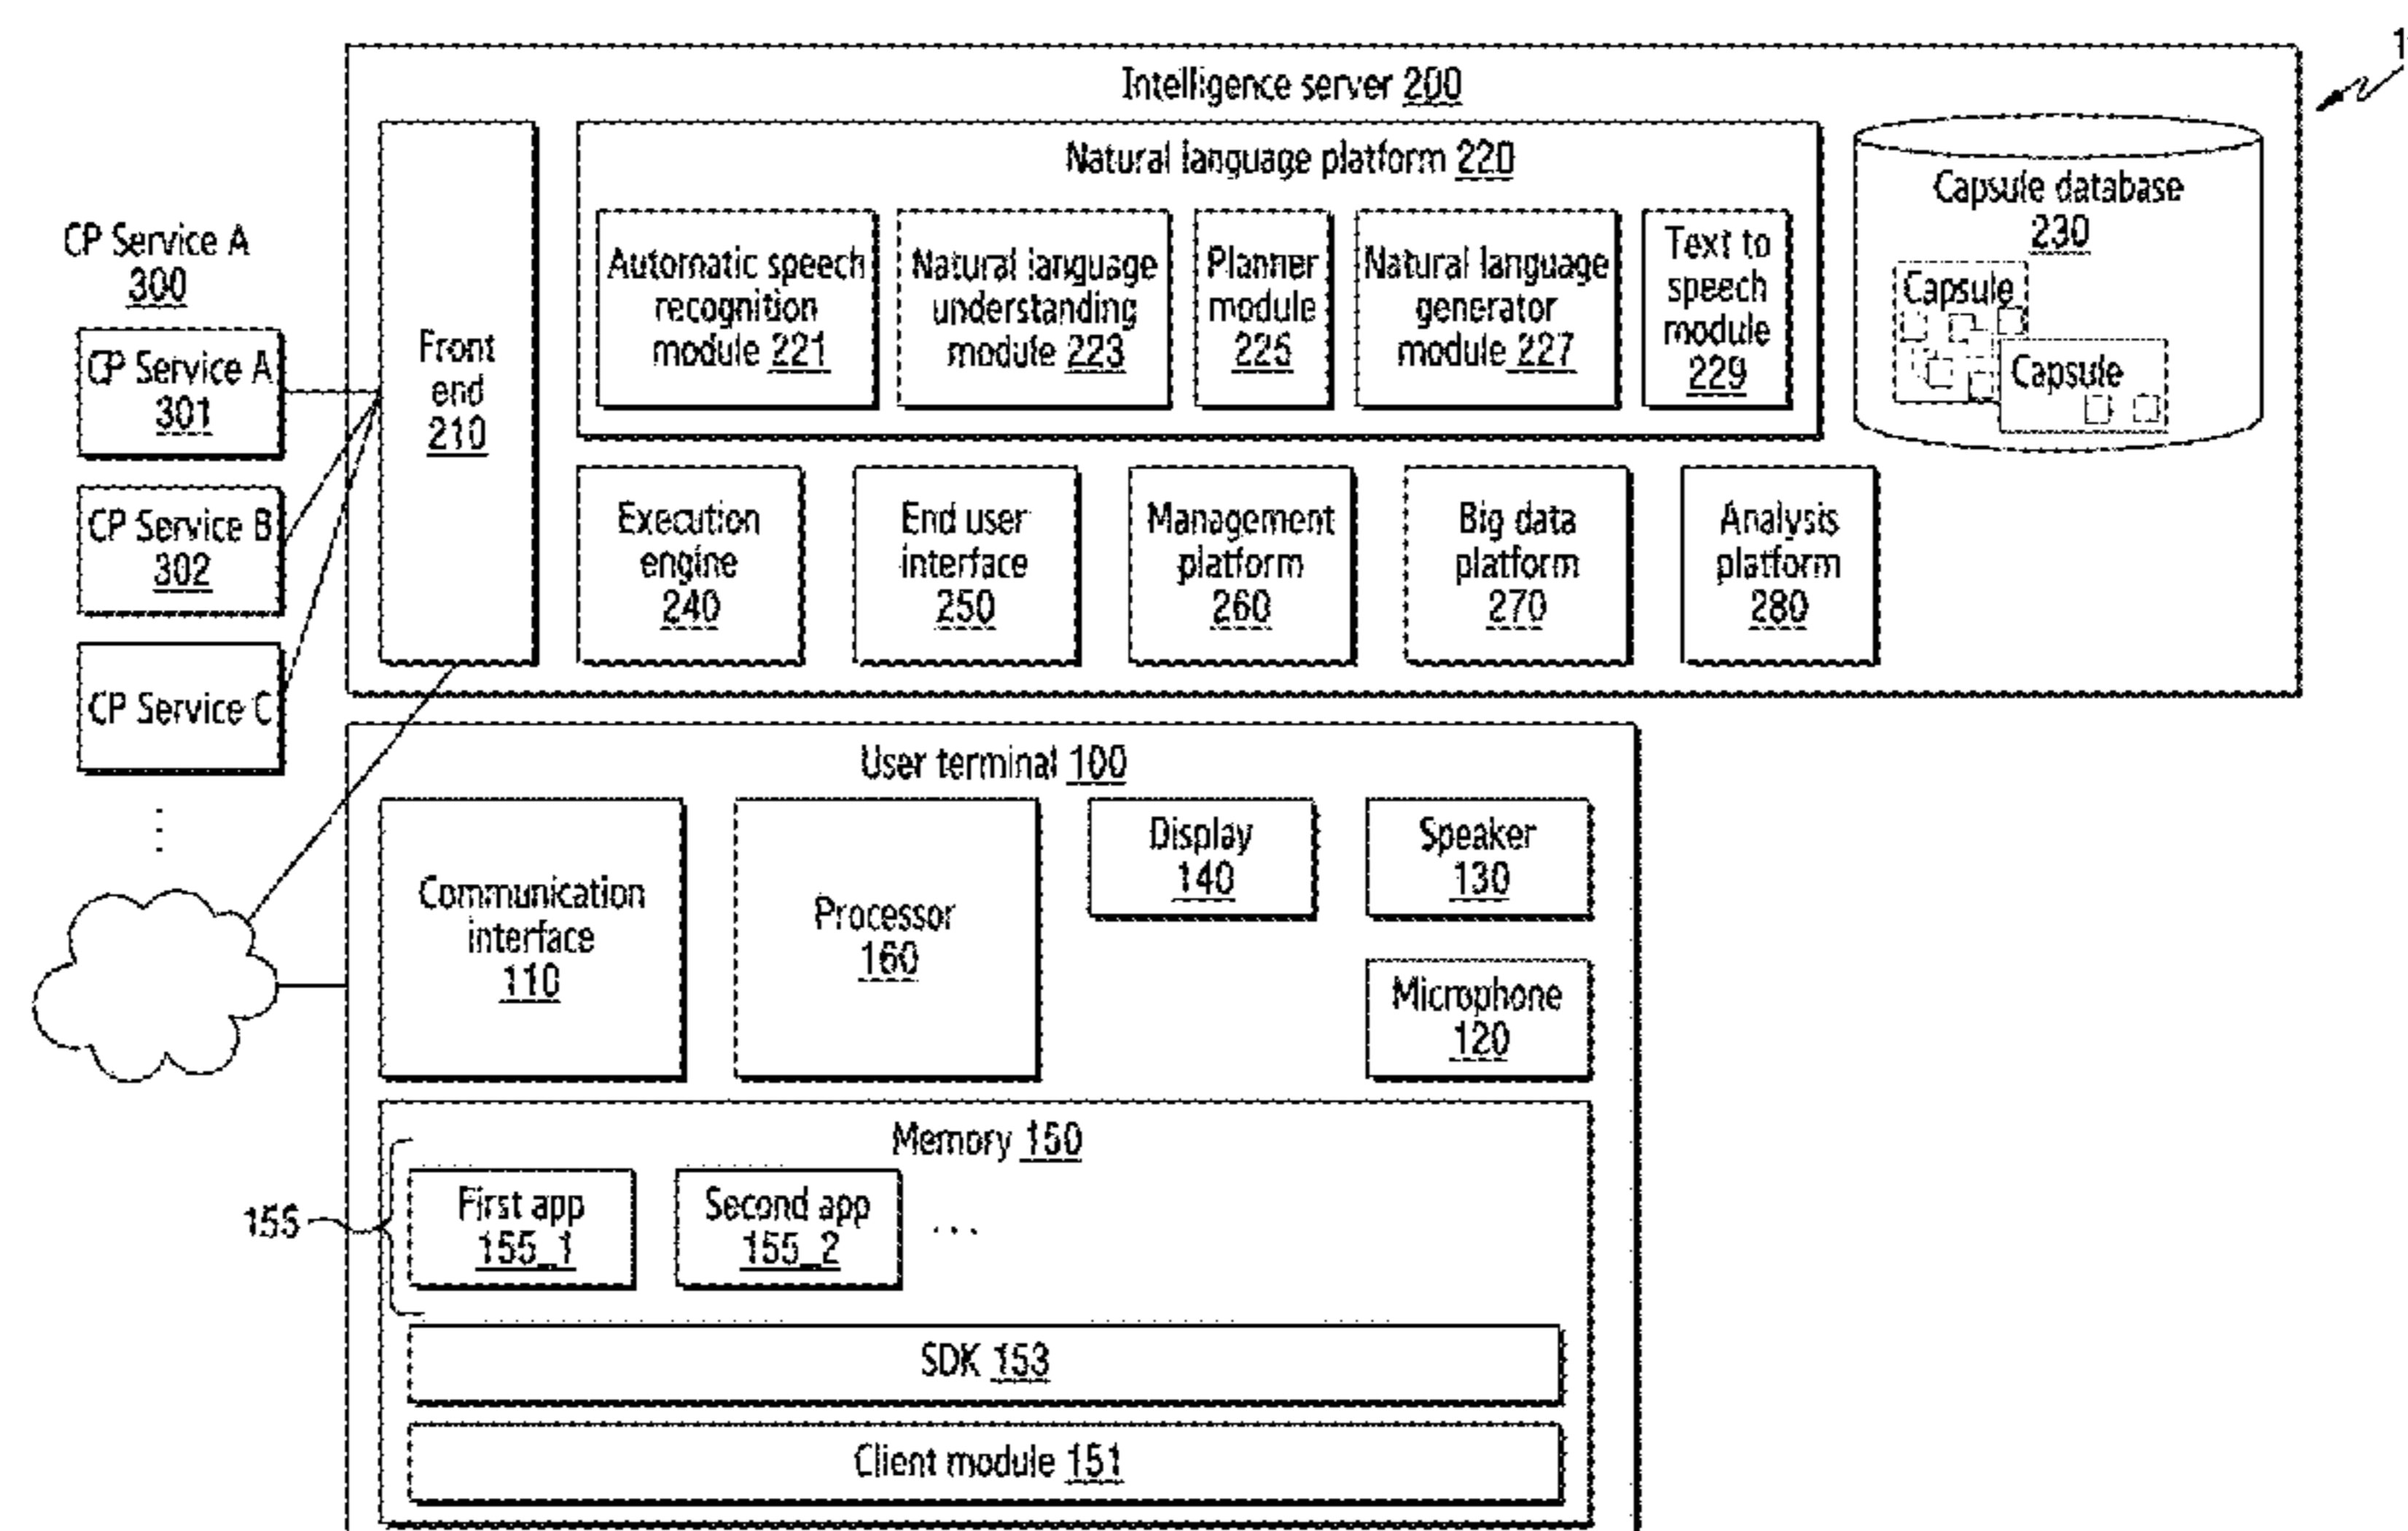 1
Intelligence server 200
Natural language platform 220
Automatic speech
recognition
module 221
Natural language
understanding
module 223
Planner
module
225
Natural language
generator
module 227
Text to
speech
module
229
Capsule database
230
Capsule
Capsule
CP Service A
300
CP Service A
301
CP Service B
302
CP Service C
⋮
Front
end
210
Execution
engine
240
End user
interface
250
Management
platform
260
Big data
platform
270
Analysis
platform
280
User terminal 100
Communication
interface
110
Processor
160
Display
140
Speaker
130
Microphone
120
Memory 150
155
First app
155_1
Second app
155_2
...
SDK 153
Client module 151